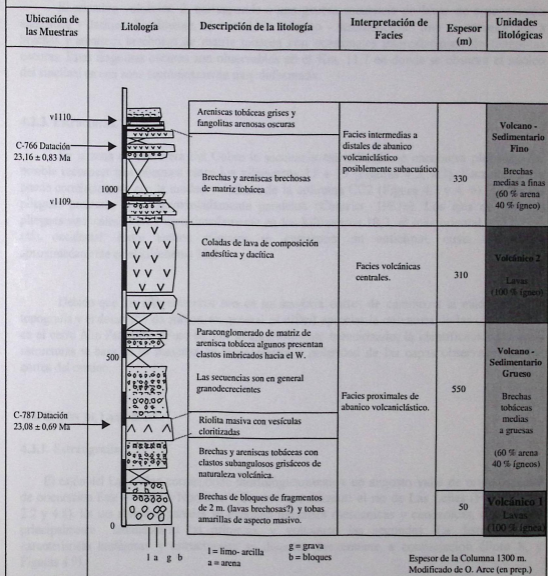 Ubicación de
las Muestras
Litología
Descripción de la litología
Interpretación de
Facies
Espesor
(m)
Unidades
litológicas
v1110
C-766 Datación
23,16 ± 0,83 Ma
v1109
C-787 Datación
23,08 ± 0,69 Ma
1000
500
0
l a g b
Areniscas tobáceas grises y
fangolitas arenosas oscuras
Brechas y areniscas brechosas
de matriz tobácea
Coladas de lava de composición
andesítica y dacítica
Paraconglomerado de matriz de
arenisca tobácea algunos presentan
clastos imbricados hacia el W.
Las secuencias son en general
granodecrecientes
Riolita masiva con vesículas
cloritizadas
Brechas y areniscas tobáceas con
clastos subangulosos grisáceos de
naturaleza volcánica.
Brechas de bloques de fragmentos
de 2 m. (lavas brechosas?) y tobas
amarillas de aspecto masivo.
Facies intermedias a
distales de abanico
volcaniclástico
posiblemente subacuático
Facies volcánicas
centrales.
Facies proximales de
abanico volcaniclástico.
330
310
550
50
Volcano -
Sedimentario
Fino
Brechas
medias a finas
(60 % arena
40 % ígneo)
Volcánico 2
Lavas
(100 % ígneo)
Volcano -
Sedimentario
Grueso
Brechas
tobáceas
medias
a gruesas
(60 % arena
40 % ígneo)
Volcánico 1
Lavas
(100 % ígneo)
l = limo- arcilla
a = arena
g = grava
b = bloques
Espesor de la Columna 1300 m.
Modificado de O. Arce (en prep.)